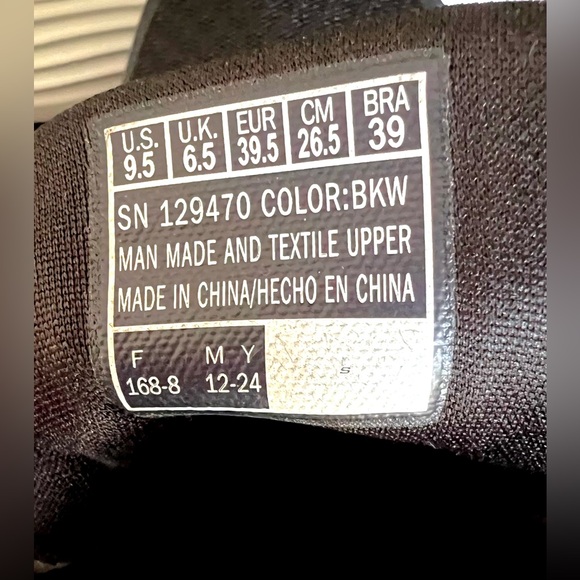 U.S. U.K. EUR CM BRA
9.5 6.5 39.5 26.5 39
SN 129470 COLOR:BKW
MAN MADE AND TEXTILE UPPER
MADE IN CHINA/HECHO EN CHINA
F M Y
168-8 12-24
S